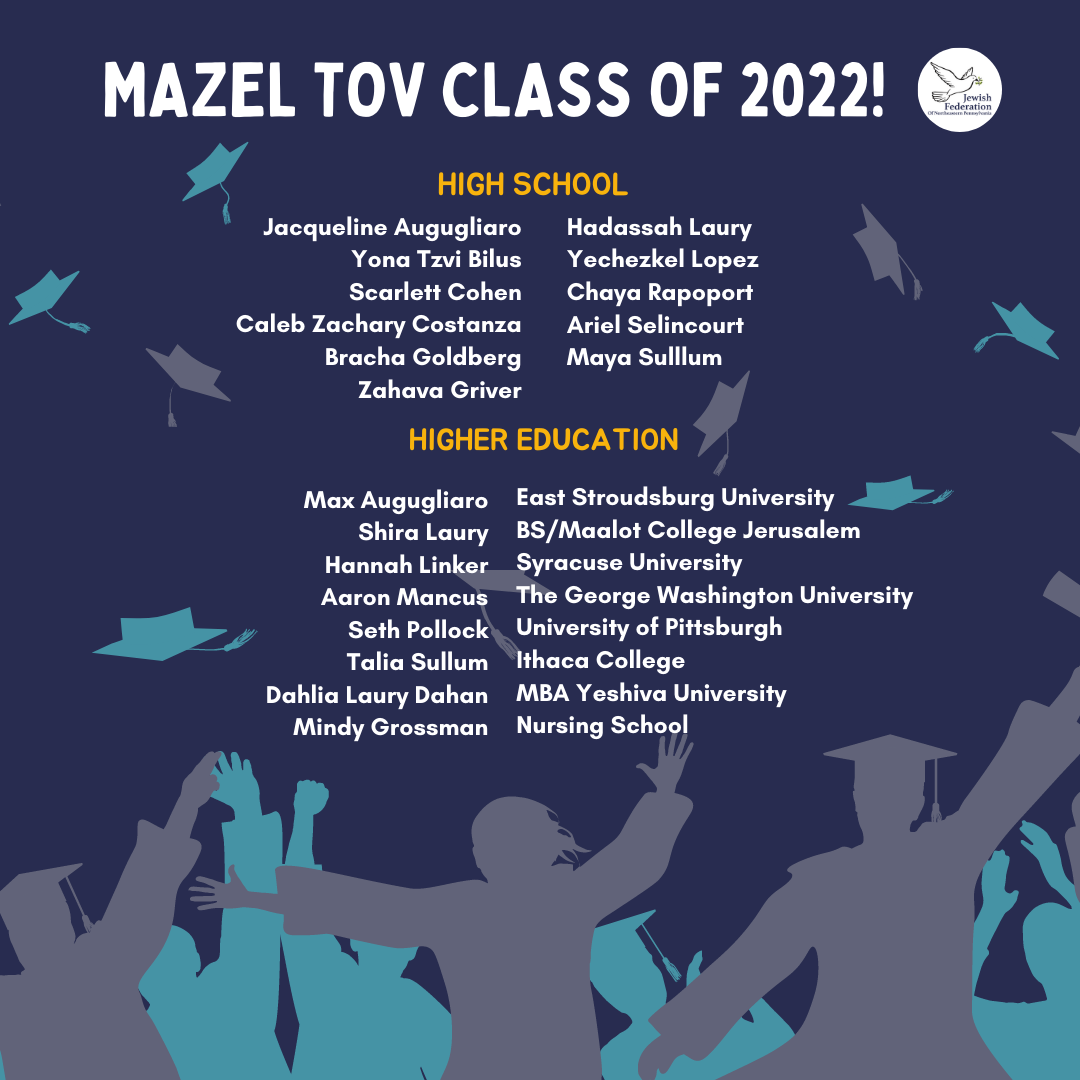 MAZEL TOV CLASS OF 2022!
Jewish
Federation
Of Northeastern Pennsylvania
HIGH SCHOOL
Jacqueline Augugliaro
Yona Tzvi Bilus
Scarlett Cohen
Caleb Zachary Costanza
Bracha Goldberg
Zahava Griver
Hadassah Laury
Yechezkel Lopez
Chaya Rapoport
Ariel Selincourt
Maya Sulllum
HIGHER EDUCATION
Max Augugliaro East Stroudsburg University
Shira Laury BS/Maalot College Jerusalem
Hannah Linker Syracuse University
Aaron Mancus The George Washington University
Seth Pollock University of Pittsburgh
Talia Sullum Ithaca College
Dahlia Laury Dahan MBA Yeshiva University
Mindy Grossman Nursing School